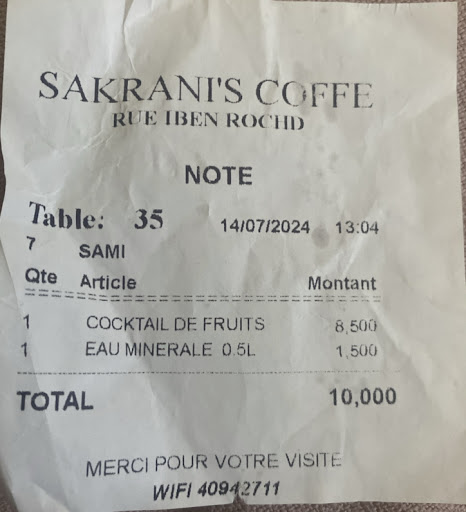 SAKRANI'S COFFE
RUE IBEN ROCHD
NOTE
Table: 35 14/07/2024 13:04
7 SAMI
Qte Article Montant
1 COCKTAIL DE FRUITS 8,500
1 EAU MINERALE 0.5L 1,500
TOTAL 10,000
MERCI POUR VOTRE VISITE
WIFI 40942711